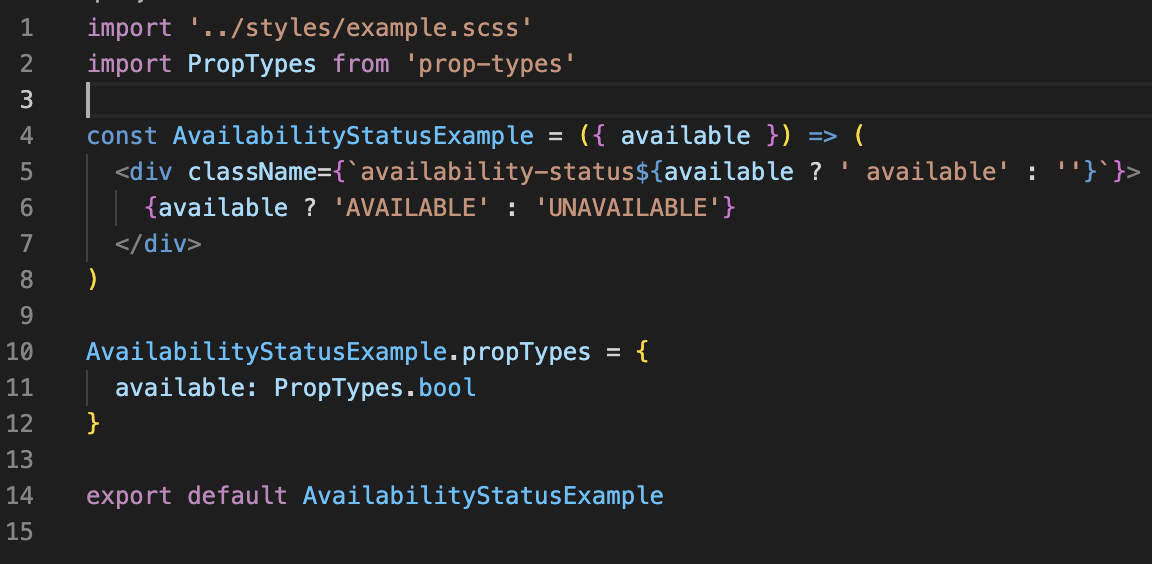 1 import '../styles/example.scss'
2 import PropTypes from 'prop-types'
3
4 const AvailabilityStatusExample = ({ available }) => (
5   <div className={`availability-status${available ? ' available' : ''}`}>
6     {available ? 'AVAILABLE' : 'UNAVAILABLE'}
7   </div>
8 )
9
10 AvailabilityStatusExample.propTypes = {
11   available: PropTypes.bool
12 }
13
14 export default AvailabilityStatusExample
15